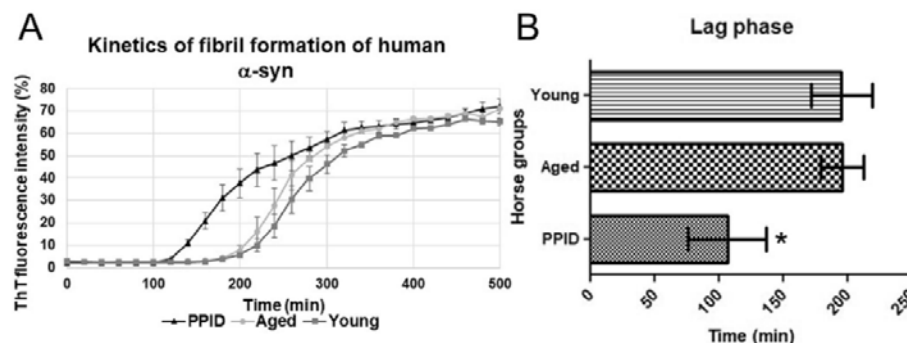 A
Kinetics of fibril formation of human
α-syn
ThT fluorescence intensity (%)
80
70
60
50
40
30
20
10
0
0 100 200 300 400 500
Time (min)
PPID Aged Young
B
Lag phase
Horse groups
Young
Aged
PPID
*
0 50 100 150 200 250
Time (min)